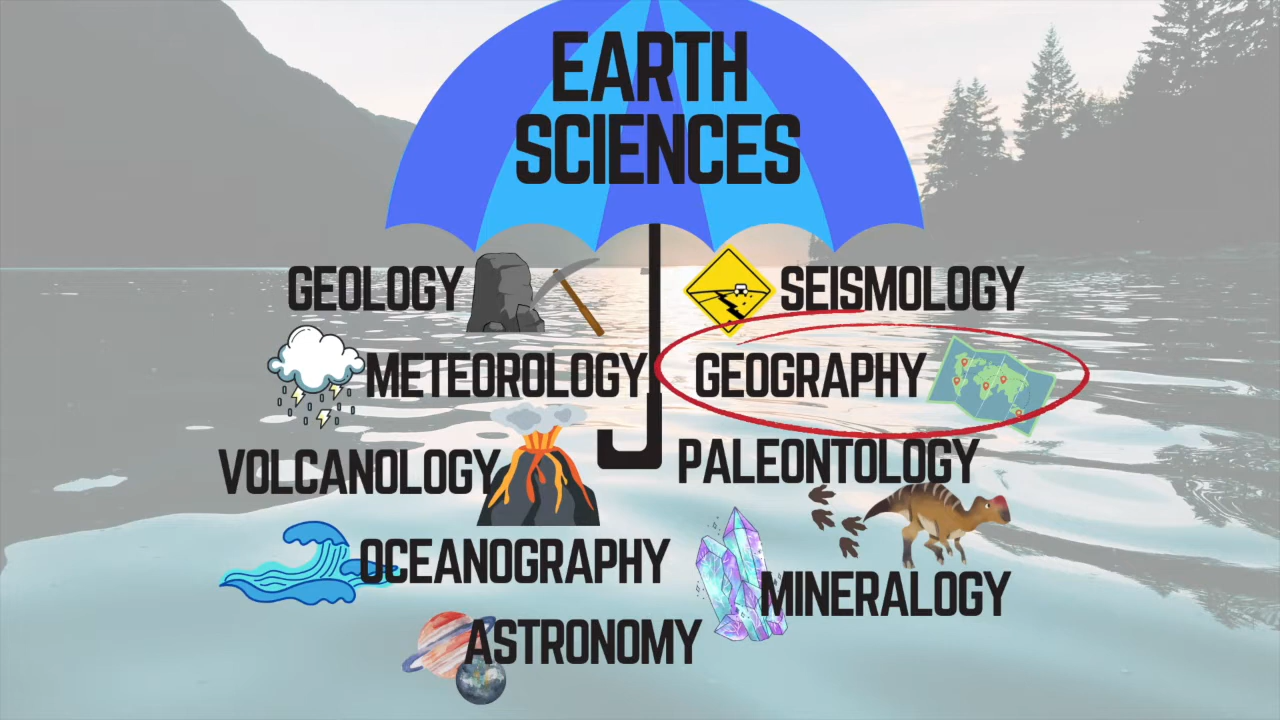 EARTH
SCIENCES
GEOLOGY
SEISMOLOGY
METEOROLOGY
GEOGRAPHY
VOLCANOLOGY
PALEONTOLOGY
OCEANOGRAPHY
MINERALOGY
ASTRONOMY